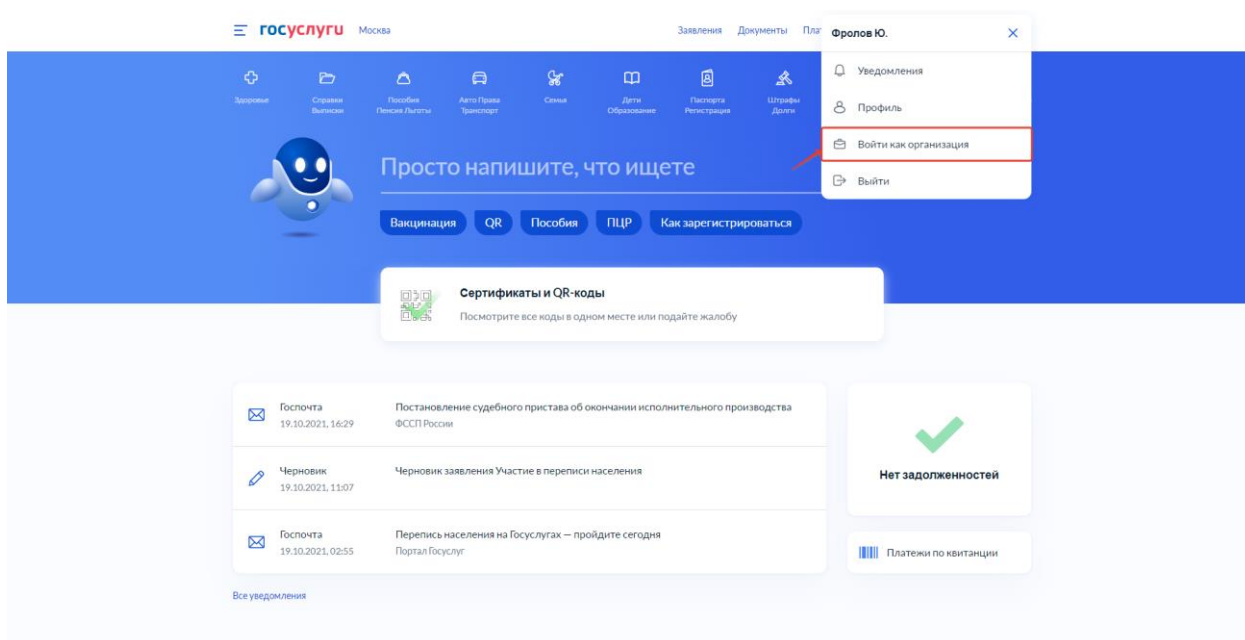 госуслуги Москва Заявления Документы Пла
Фролов Ю.
Уведомления
Профиль
Войти как организация
Выйти
Здоровье
Справки
Выписки
Пособия
Пенсия Льготы
Авто Права
Транспорт
Семья
Дети
Образование
Паспорта
Регистрация
Штрафы
Долги
Просто напишите, что ищете
Вакцинация QR Пособия ПЦР Как зарегистрироваться
Сертификаты и QR-коды
Посмотрите все коды в одном месте или подайте жалобу
Госпочта
19.10.2021, 16:29
Постановление судебного пристава об окончании исполнительного производства
ФССП России
Черновик
19.10.2021, 11:07
Черновик заявления Участие в переписи населения
Госпочта
19.10.2021, 02:55
Перепись населения на Госуслугах — пройдите сегодня
Портал Госуслуг
Нет задолженностей
Платежи по квитанции
Все уведомления